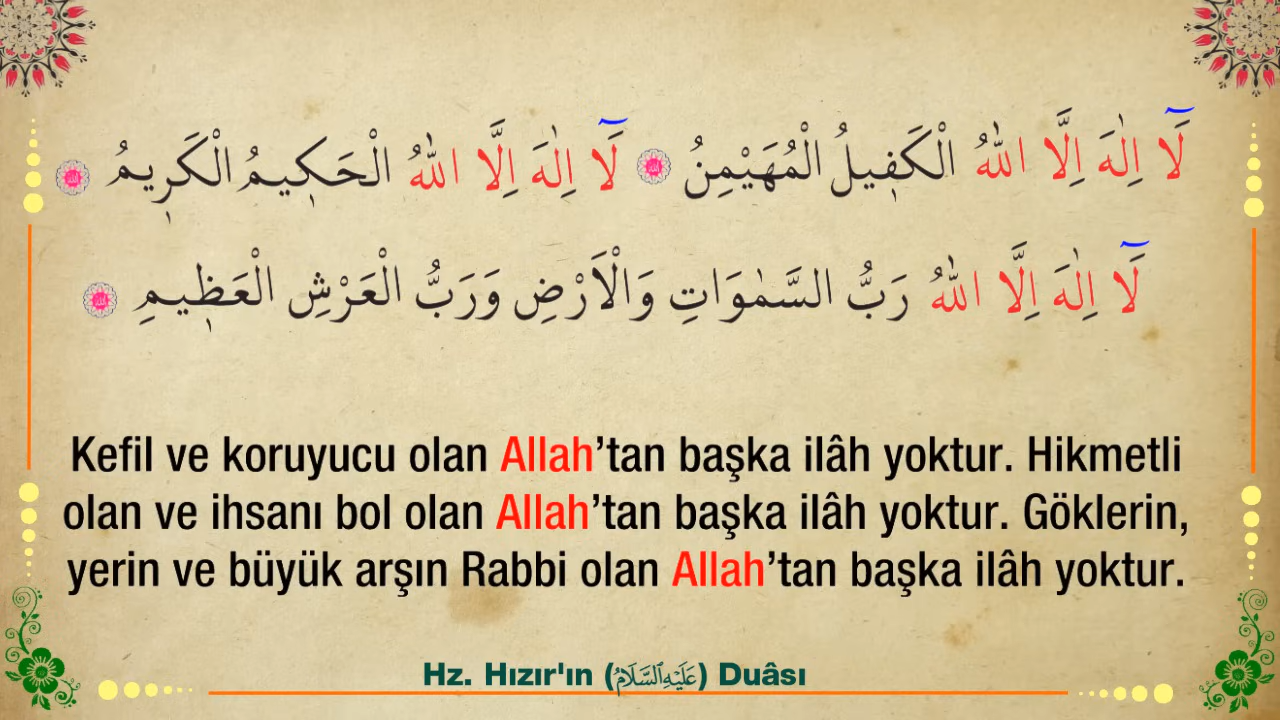 لَٓا اِلٰهَ اِلَّا اللّٰهُ الْكَفٖيلُ الْمُهَيْمِنُ لَٓا اِلٰهَ اِلَّا اللّٰهُ الْحَكٖيمُ الْكَرٖيمُ
لَٓا اِلٰهَ اِلَّا اللّٰهُ رَبُّ السَّمٰوَاتِ وَالْاَرْضِ وَرَبُّ الْعَرْشِ الْعَظٖيمِ
Kefil ve koruyucu olan Allah’tan başka ilâh yoktur. Hikmetli
olan ve ihsanı bol olan Allah’tan başka ilâh yoktur. Göklerin,
yerin ve büyük arşın Rabbi olan Allah’tan başka ilâh yoktur.
Hz. Hızır'ın (عَلَيْهِ السَّلَامُ) Duâsı